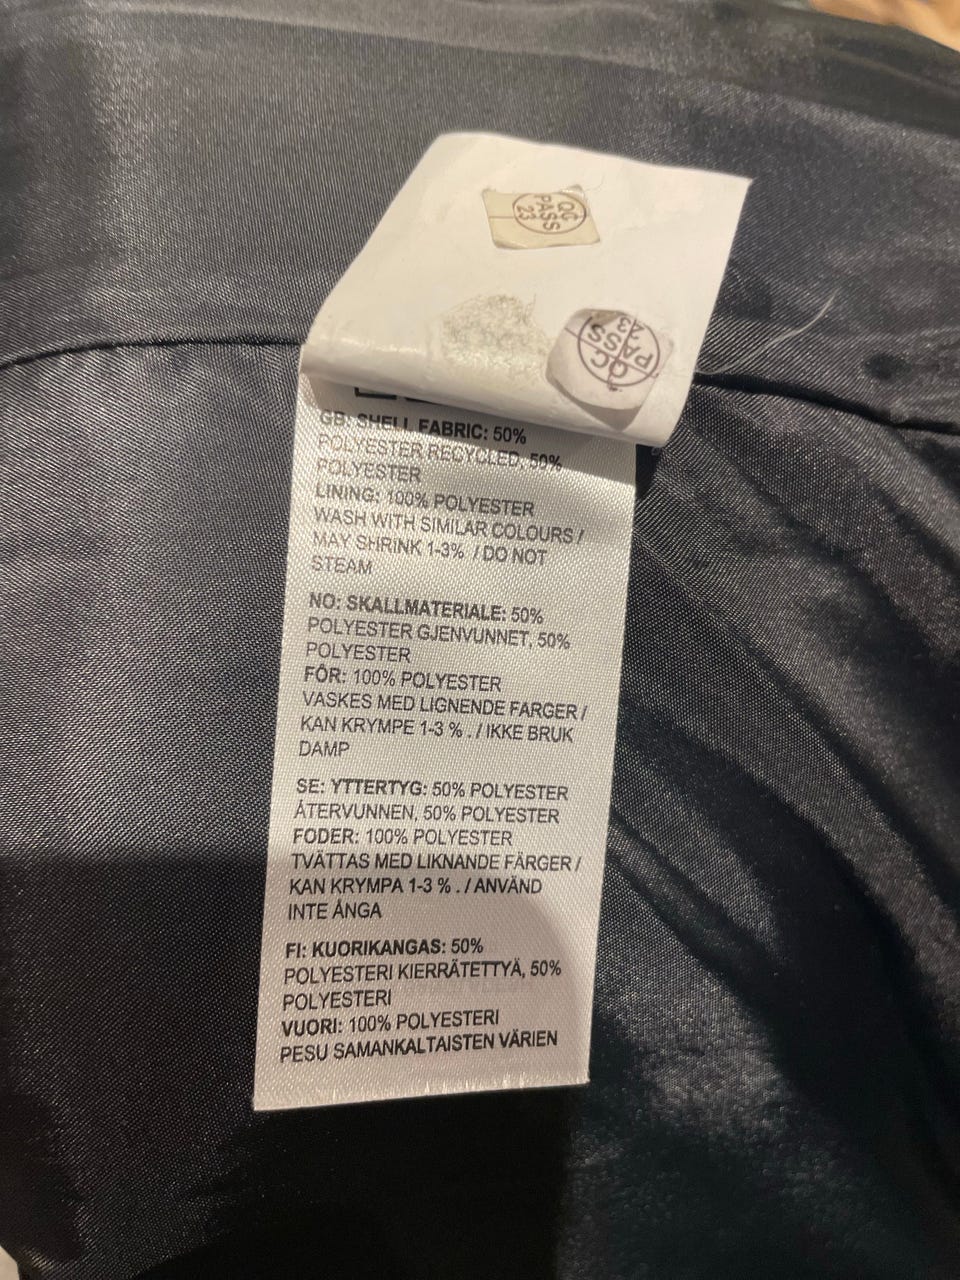 QC
PASS
23
QC
PASS
A3
GB: SHELL FABRIC: 50%
POLYESTER RECYCLED, 50%
POLYESTER
LINING: 100% POLYESTER
WASH WITH SIMILAR COLOURS /
MAY SHRINK 1-3% / DO NOT
STEAM
NO: SKALLMATERIALE: 50%
POLYESTER GJENVUNNET, 50%
POLYESTER
FÔR: 100% POLYESTER
VASKES MED LIGNENDE FARGER /
KAN KRYMPE 1-3 % . / IKKE BRUK
DAMP
SE: YTTERTYG: 50% POLYESTER
ÅTERVUNNEN, 50% POLYESTER
FODER: 100% POLYESTER
TVÄTTAS MED LIKNANDE FÄRGER /
KAN KRYMPA 1-3 % . / ANVÄND
INTE ÅNGA
FI: KUORIKANGAS: 50%
POLYESTERI KIERRÄTETTYÄ, 50%
POLYESTERI
VUORI: 100% POLYESTERI
PESU SAMANKALTAISTEN VÄRIEN